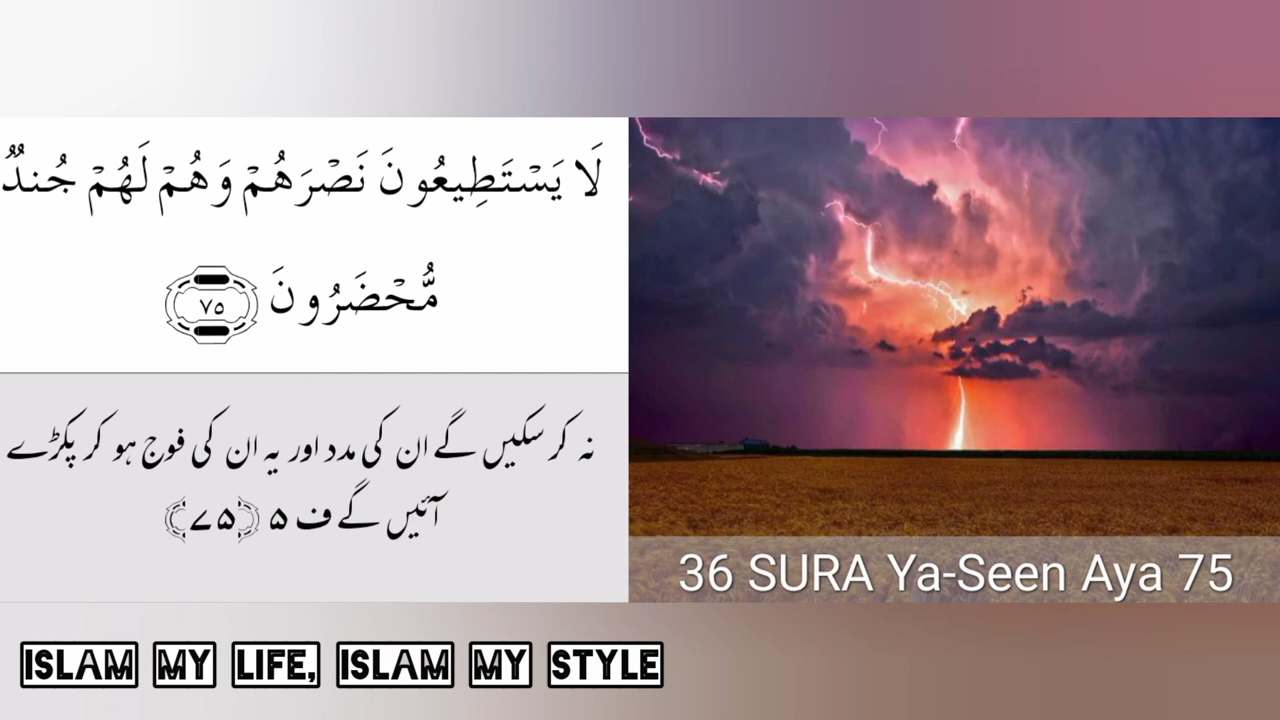 لَا يَسْتَطِيعُونَ نَصْرَهُمْ وَهُمْ لَهُمْ جُندٌ
مُّحْضَرُونَ ﴿٧٥﴾
نہ کر سکیں گے ان کی مدد اور یہ ان کی فوج ہو کر پکڑے
آئیں گے ف ۵ ﴿۷۵﴾
36 SURA Ya-Seen Aya 75
ISLAM MY LIFE, ISLAM MY STYLE